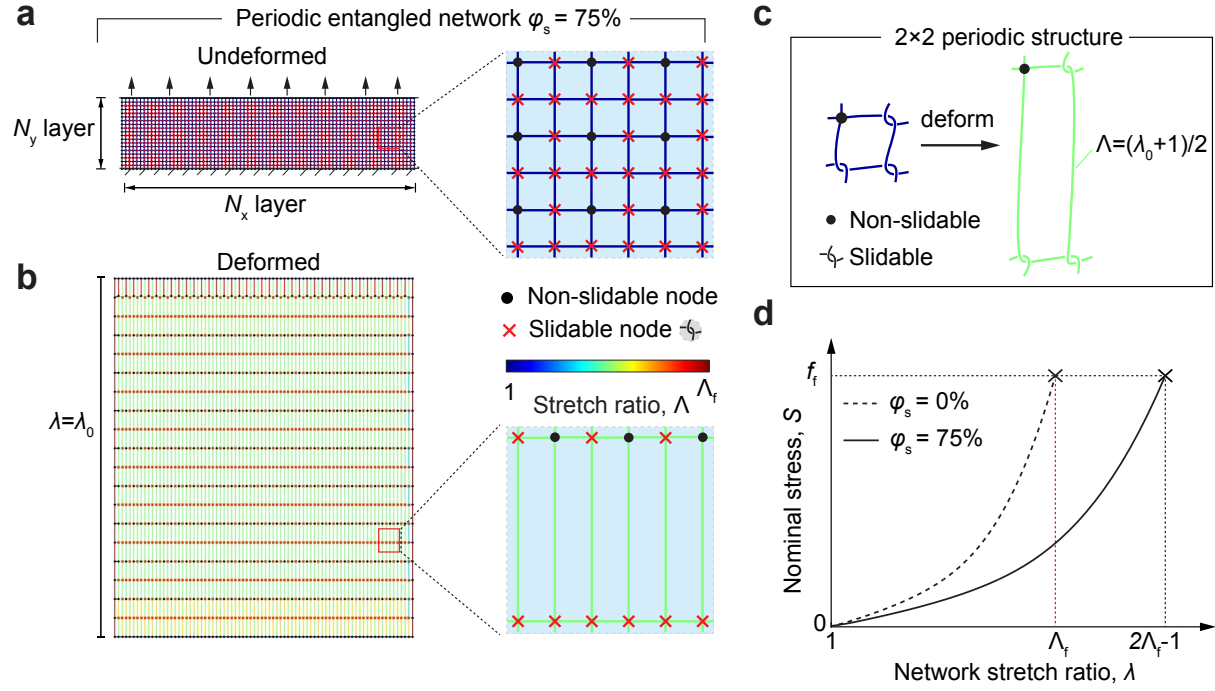 a
Periodic entangled network φs = 75%
Undeformed
Ny layer
Nx layer
b
Deformed
λ=λ0
Non-slidable node
Slidable node
1
Λf
Stretch ratio, Λ
c
2×2 periodic structure
deform
Λ=(λ0+1)/2
Non-slidable
Slidable
d
ff
φs = 0%
φs = 75%
Nominal stress, S
0
1
Λf
2Λf-1
Network stretch ratio, λ